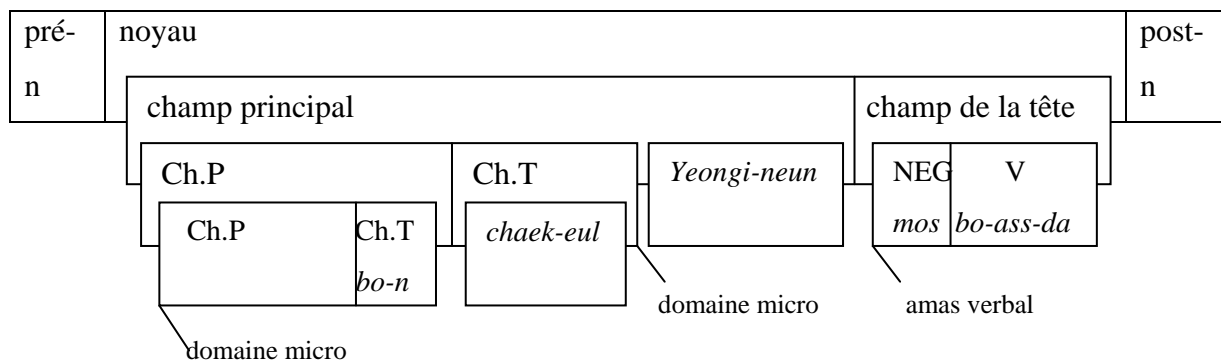 pré-
n
noyau
post-
n
champ principal
champ de la tête
Ch.P
Ch.T
Yeongi-neun
NEG
V
mos
bo-ass-da
Ch.P
Ch.T
bo-n
chaek-eul
domaine micro
amas verbal
domaine micro